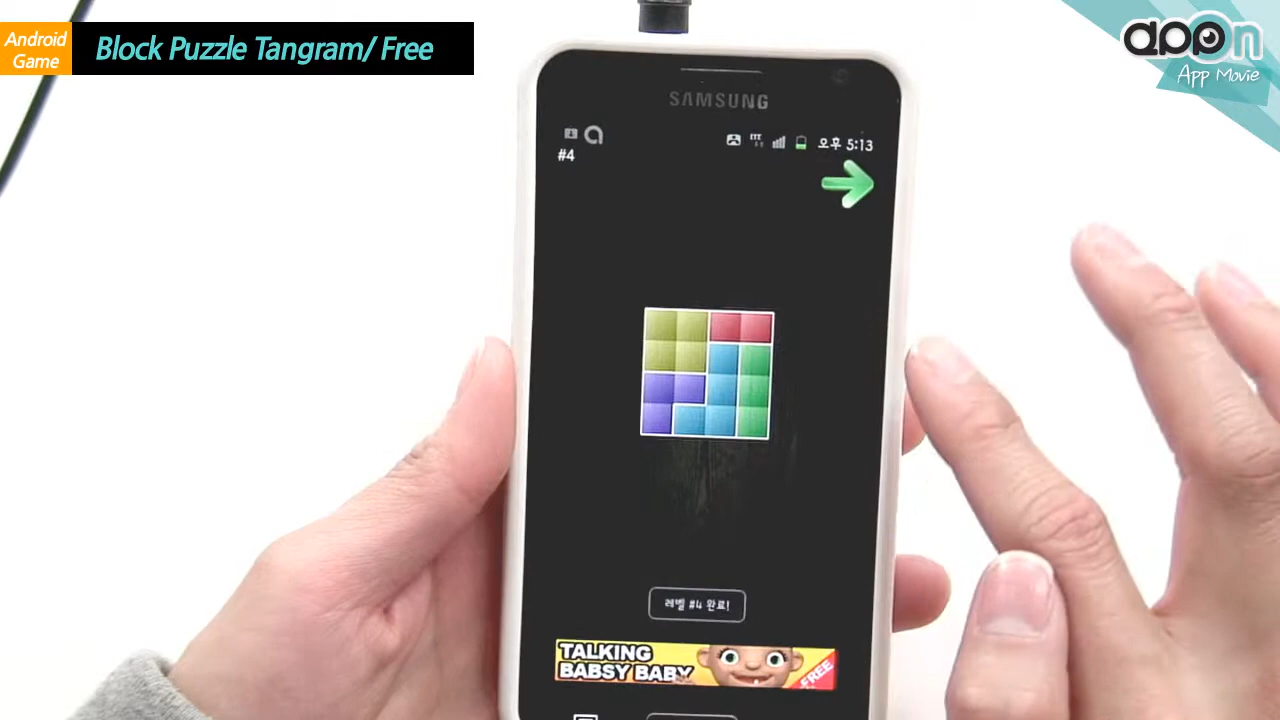 Android
Game
Block Puzzle Tangram/ Free
appon
App Movie
SAMSUNG
오후 5:13
#4
레벨 #4 완료!
TALKING
BABSY BABY
FREE